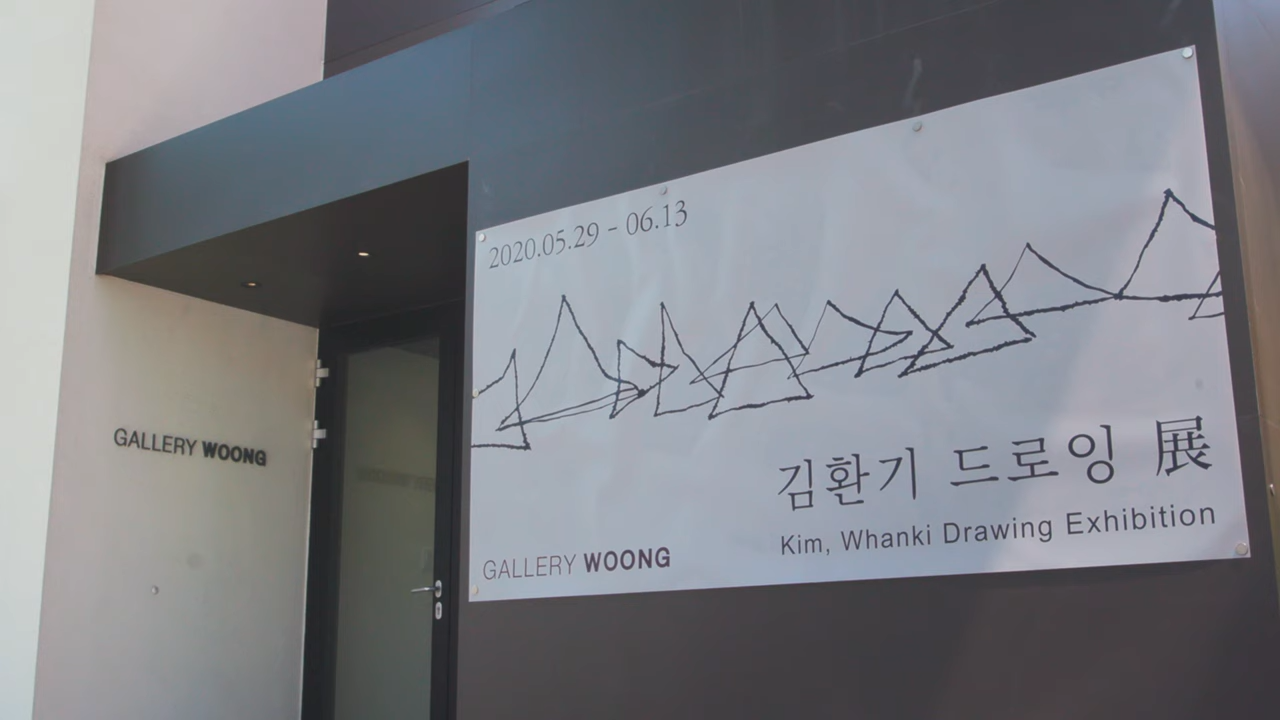 GALLERY WOONG
2020.05.29 - 06.13
김환기 드로잉 展
Kim, Whanki Drawing Exhibition
GALLERY WOONG